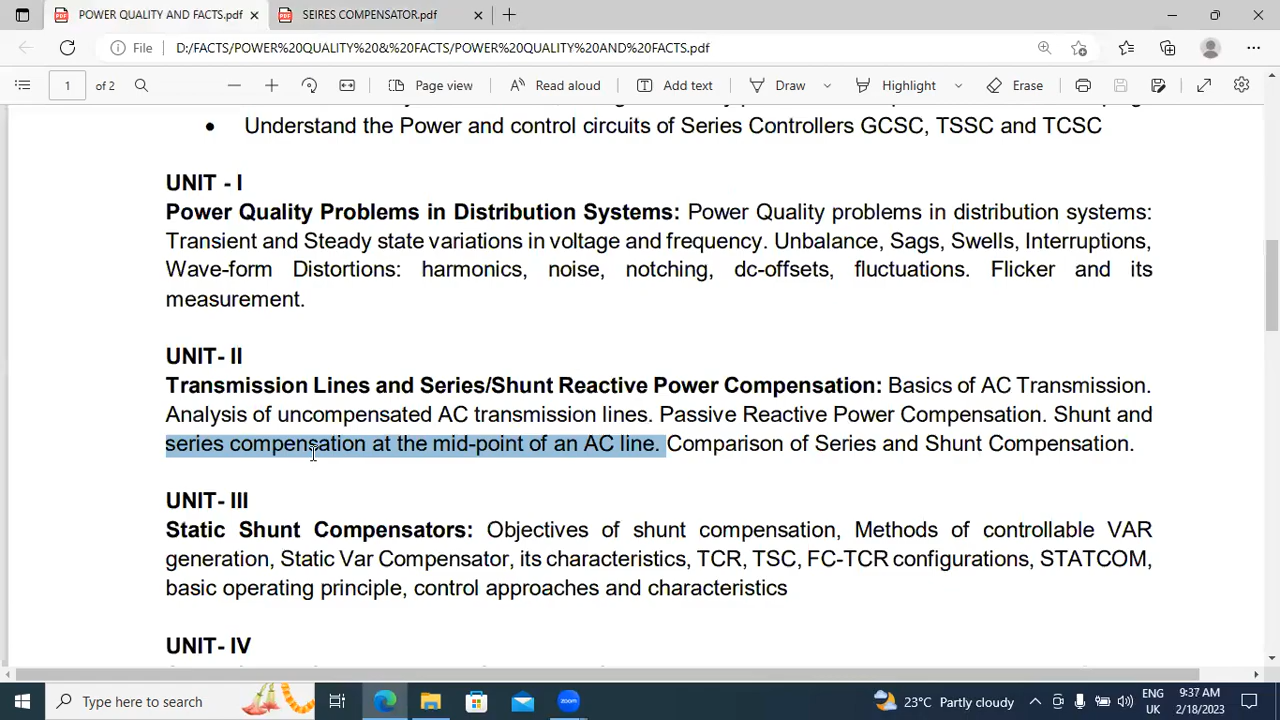 POWER QUALITY AND FACTS.pdf
SEIRES COMPENSATOR.pdf
File D:/FACTS/POWER%20QUALITY%20&%20FACTS/POWER%20QUALITY%20AND%20FACTS.pdf
1 of 2 Page view Read aloud Add text Draw Highlight Erase
• Understand the Power and control circuits of Series Controllers GCSC, TSSC and TCSC
UNIT - I
Power Quality Problems in Distribution Systems: Power Quality problems in distribution systems:
Transient and Steady state variations in voltage and frequency. Unbalance, Sags, Swells, Interruptions,
Wave-form Distortions: harmonics, noise, notching, dc-offsets, fluctuations. Flicker and its
measurement.
UNIT- II
Transmission Lines and Series/Shunt Reactive Power Compensation: Basics of AC Transmission.
Analysis of uncompensated AC transmission lines. Passive Reactive Power Compensation. Shunt and
series compensation at the mid-point of an AC line. Comparison of Series and Shunt Compensation.
UNIT- III
Static Shunt Compensators: Objectives of shunt compensation, Methods of controllable VAR
generation, Static Var Compensator, its characteristics, TCR, TSC, FC-TCR configurations, STATCOM,
basic operating principle, control approaches and characteristics
UNIT- IV
Type here to search
zoom
23°C Partly cloudy
ENG
UK
9:37 AM
2/18/2023